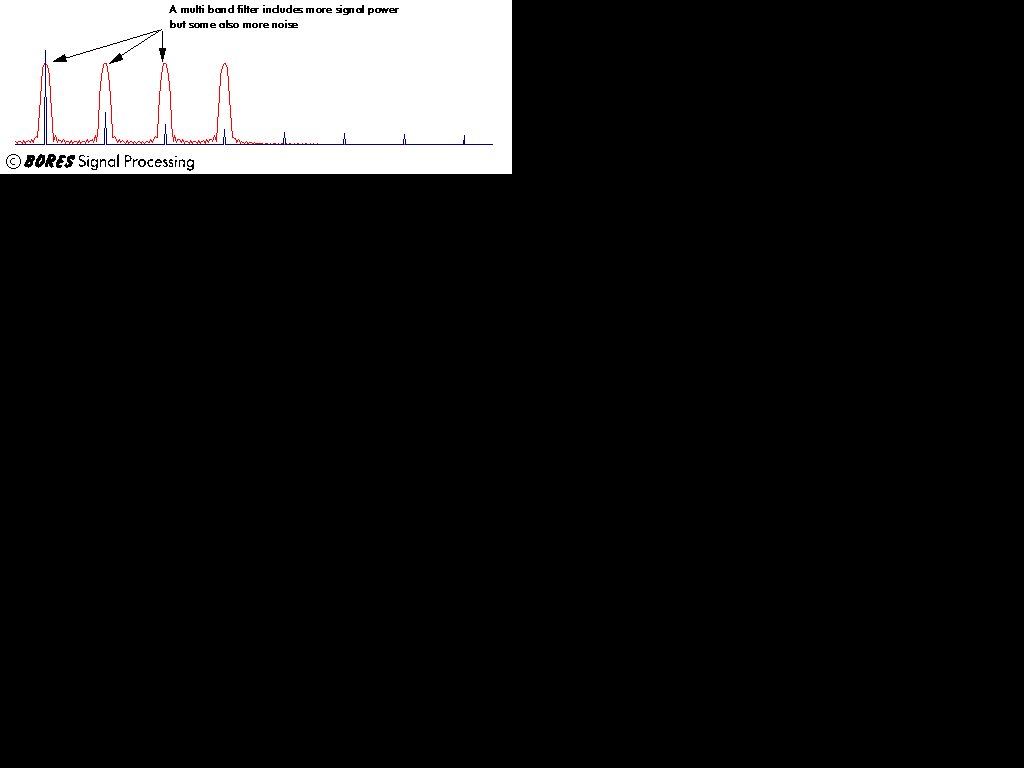 A multi band filter includes more signal power
but some also more noise
© BORES Signal Processing